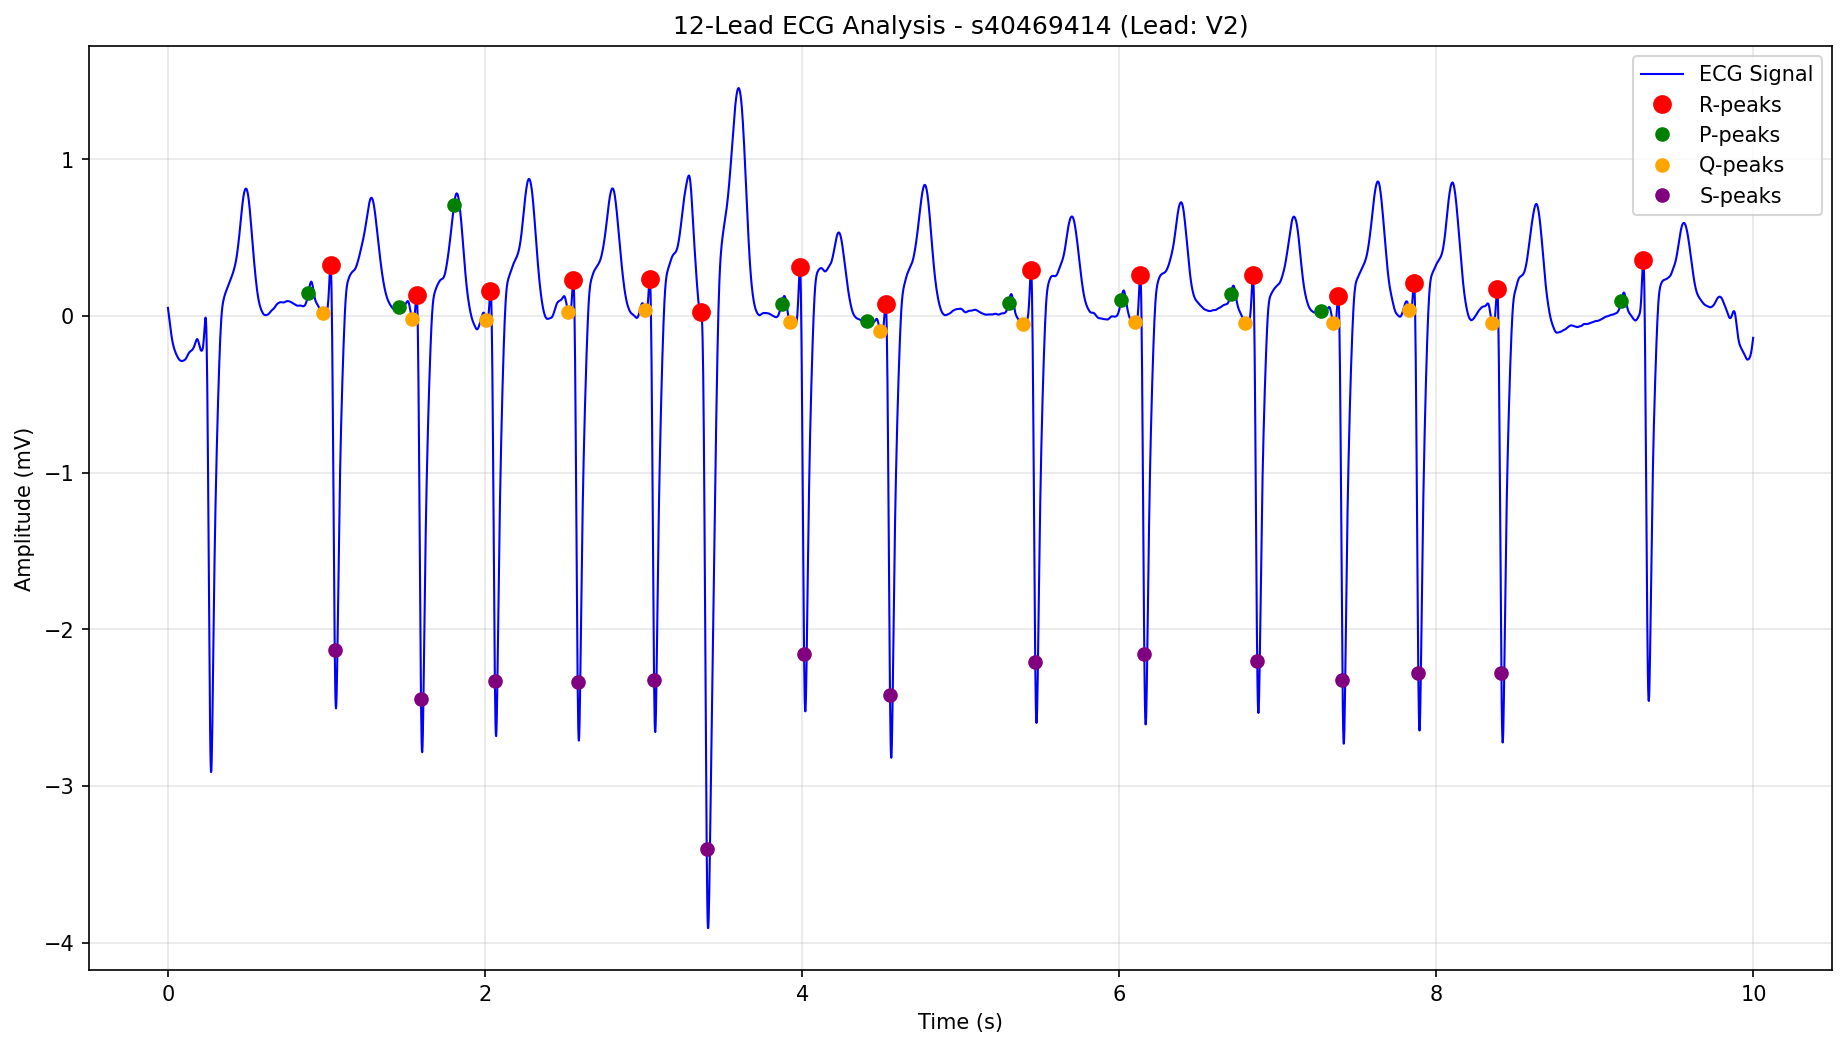 12-Lead ECG Analysis - s40469414 (Lead: V2)
ECG Signal
R-peaks
P-peaks
Q-peaks
S-peaks
Amplitude (mV)
1
0
−1
−2
−3
−4
0 2 4 6 8 10
Time (s)